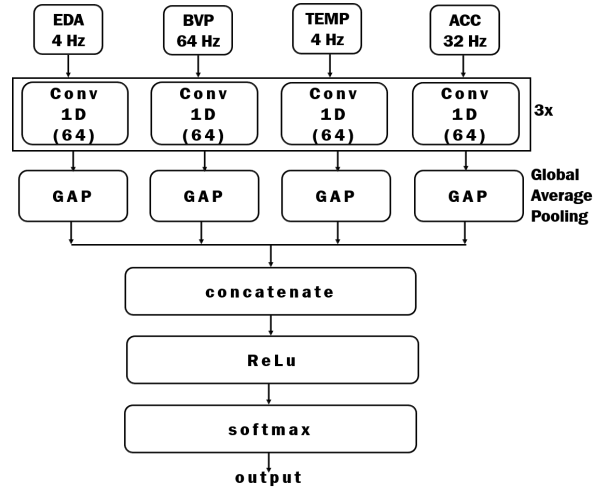 EDA
4 Hz
BVP
64 Hz
TEMP
4 Hz
ACC
32 Hz
Conv
1D
(64)
Conv
1D
(64)
Conv
1D
(64)
Conv
1D
(64)
3x
GAP
GAP
GAP
GAP
Global
Average
Pooling
concatenate
ReLu
softmax
output